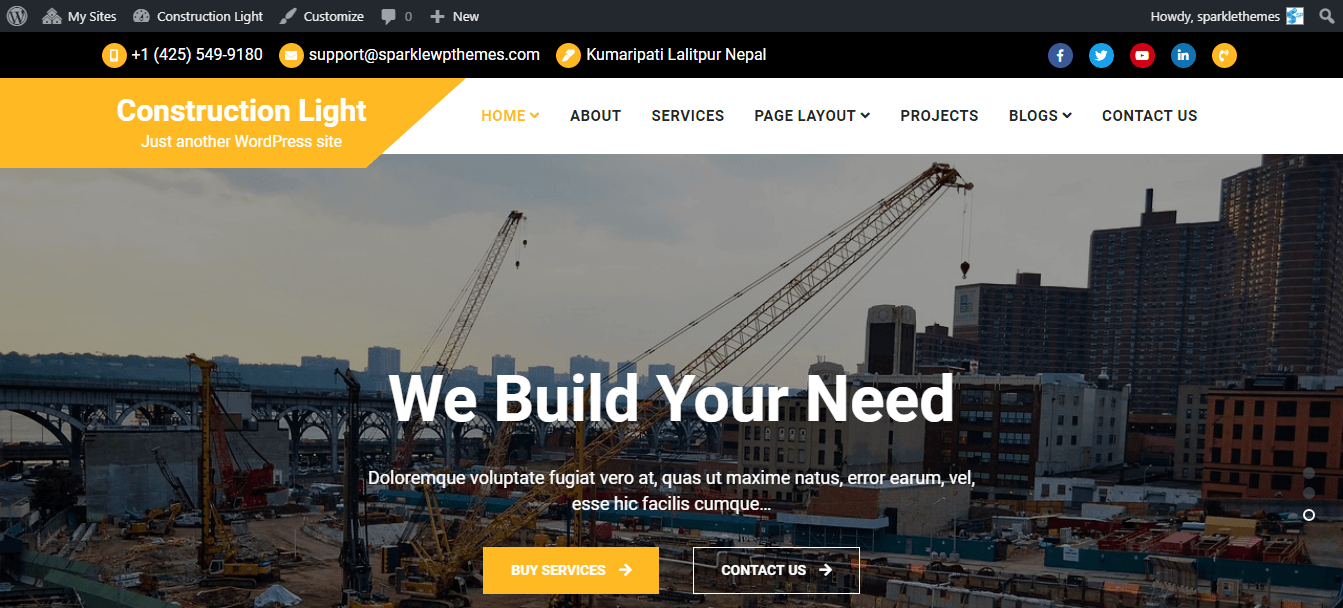 My Sites Construction Light Customize 0 New Howdy, sparklethemes
+1 (425) 549-9180 support@sparklewpthemes.com Kumaripati Lalitpur Nepal
Construction Light
Just another WordPress site
HOME ABOUT SERVICES PAGE LAYOUT PROJECTS BLOGS CONTACT US
We Build Your Need
Doloremque voluptate fugiat vero at, quas ut maxime natus, error earum, vel,
esse hic facilis cumque...
BUY SERVICES CONTACT US